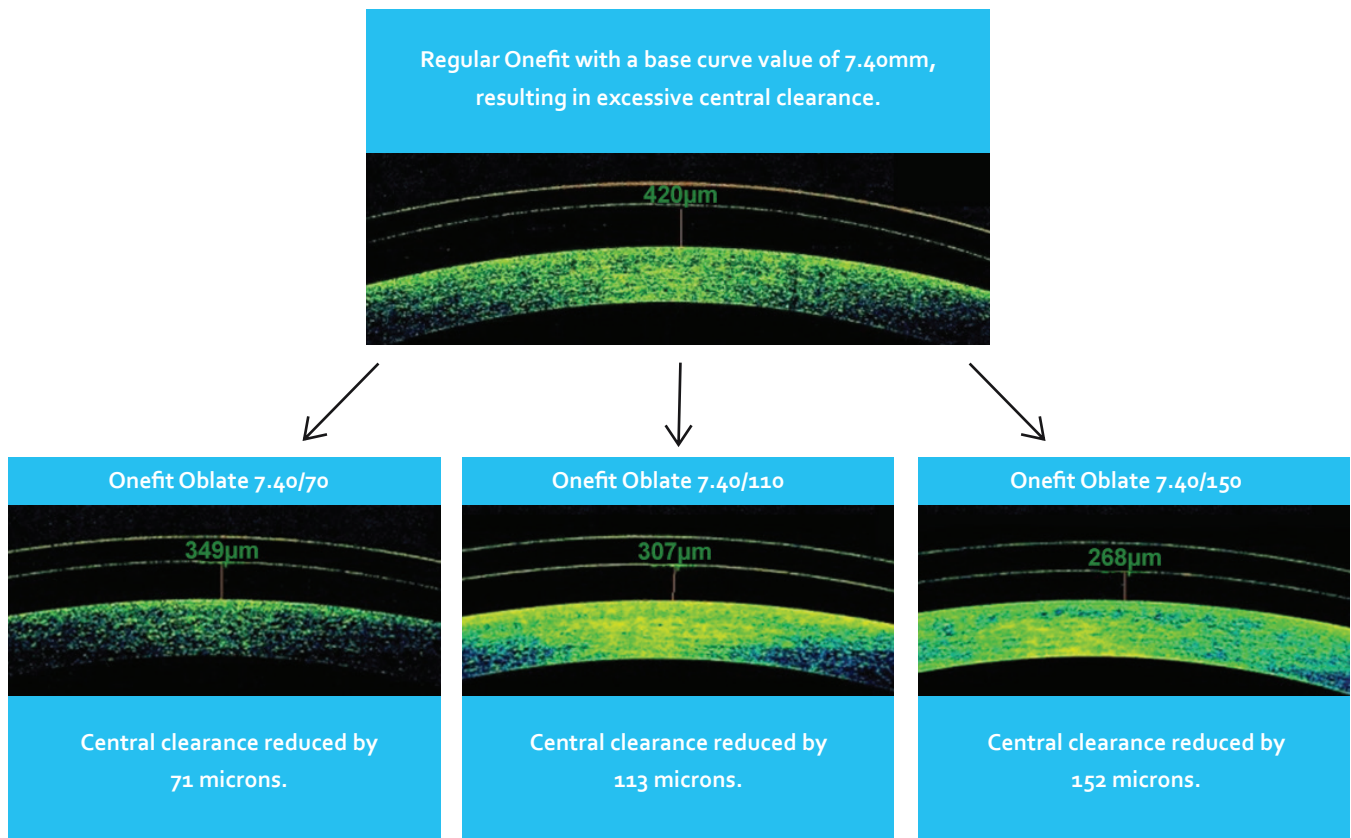 Regular Onefit with a base curve value of 7.40mm,
resulting in excessive central clearance.
420µm
Onefit Oblate 7.40/70
349µm
Central clearance reduced by
71 microns.
Onefit Oblate 7.40/110
307µm
Central clearance reduced by
113 microns.
Onefit Oblate 7.40/150
268µm
Central clearance reduced by
152 microns.